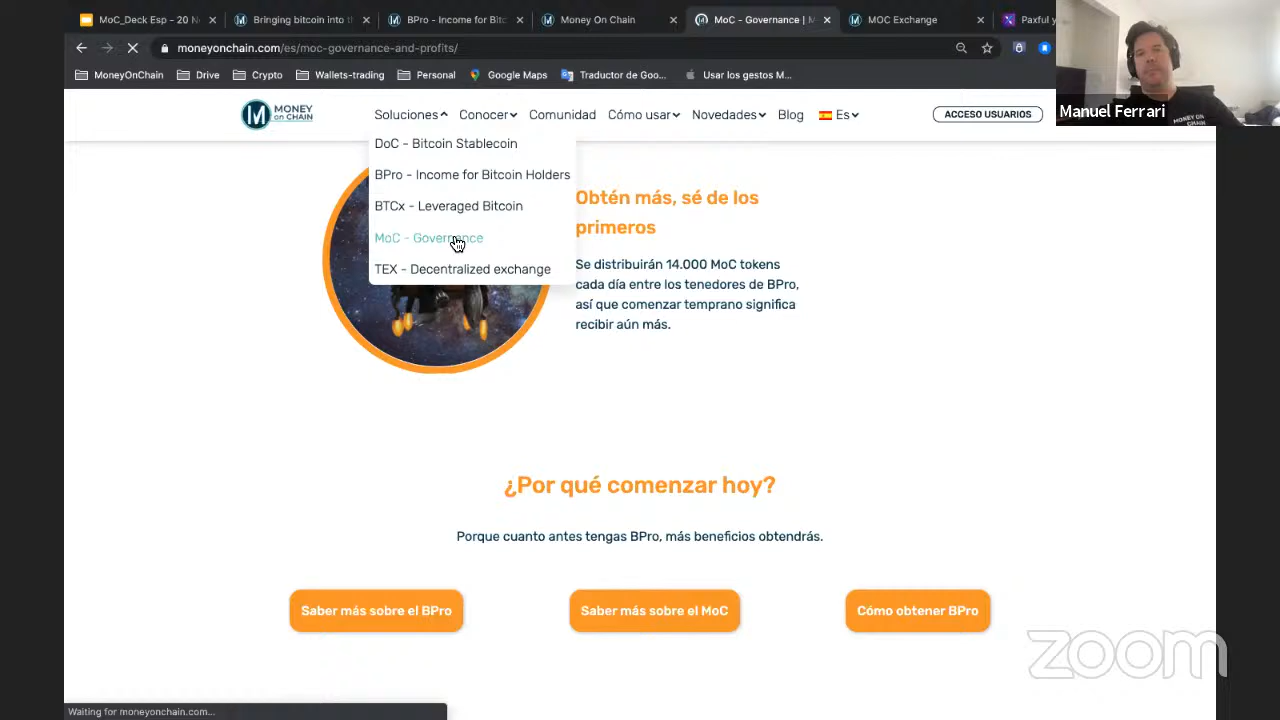 MoC_Deck Esp - 20 N
Bringing bitcoin into th
BPro - Income for Bitc
Money On Chain
MoC - Governance | M
MOC Exchange
Paxful y
moneyonchain.com/es/moc-governance-and-profits/
MoneyOnChain
Drive
Crypto
Wallets-trading
Personal
Google Maps
Traductor de Goo...
Usar los gestos M...
Manuel Ferrari
MONEY
on CHAIN
Soluciones
Conocer
Comunidad
Cómo usar
Novedades
Blog
Es
ACCESO USUARIOS
DoC - Bitcoin Stablecoin
BPro - Income for Bitcoin Holders
BTCx - Leveraged Bitcoin
MoC - Governance
TEX - Decentralized exchange
Obtén más, sé de los
primeros
Se distribuirán 14.000 MoC tokens
cada día entre los tenedores de BPro,
así que comenzar temprano significa
recibir aún más.
¿Por qué comenzar hoy?
Porque cuanto antes tengas BPro, más beneficios obtendrás.
Saber más sobre el BPro
Saber más sobre el MoC
Cómo obtener BPro
zoom
Waiting for moneyonchain.com...